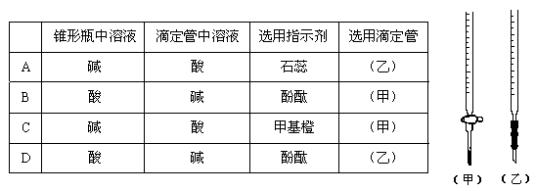 锥形瓶中溶液 滴定管中溶液 选用指示剂 选用滴定管
A 碱 酸 石蕊 （乙）
B 酸 碱 酚酞 （甲）
C 碱 酸 甲基橙 （甲）
D 酸 碱 酚酞 （乙）
（甲） （乙）